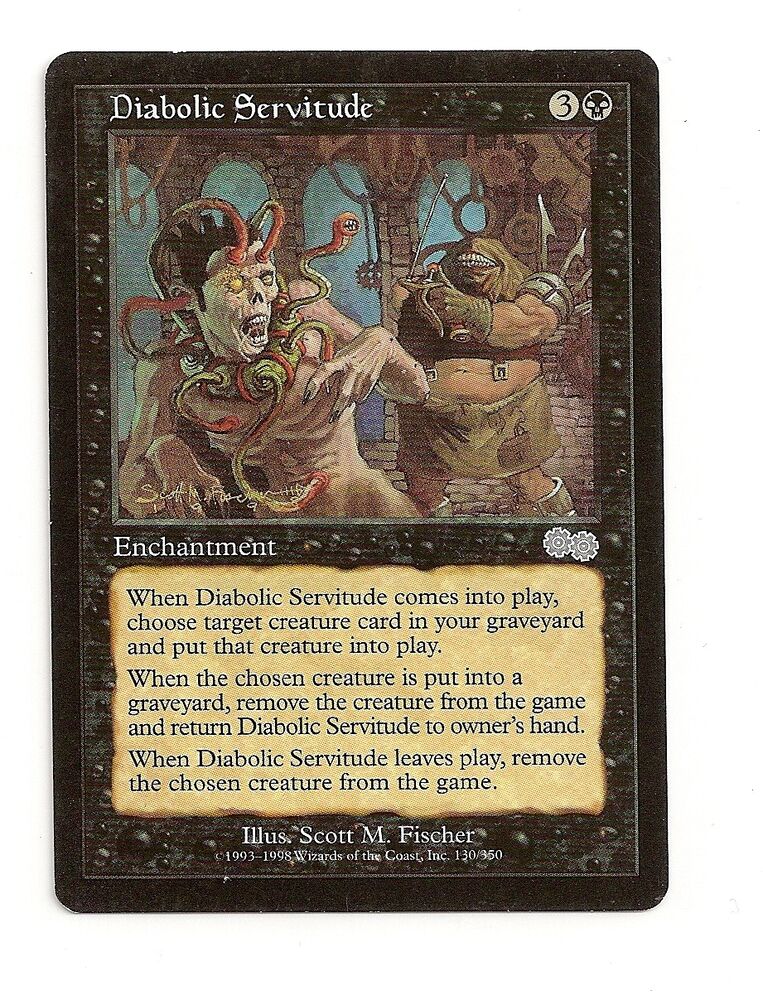 Diabolic Servitude
3
Scott M. Fischer
1998
Enchantment
When Diabolic Servitude comes into play,
choose target creature card in your graveyard
and put that creature into play.
When the chosen creature is put into a
graveyard, remove the creature from the game
and return Diabolic Servitude to owner's hand.
When Diabolic Servitude leaves play, remove
the chosen creature from the game.
Illus. Scott M. Fischer
©1993–1998 Wizards of the Coast, Inc. 130/350